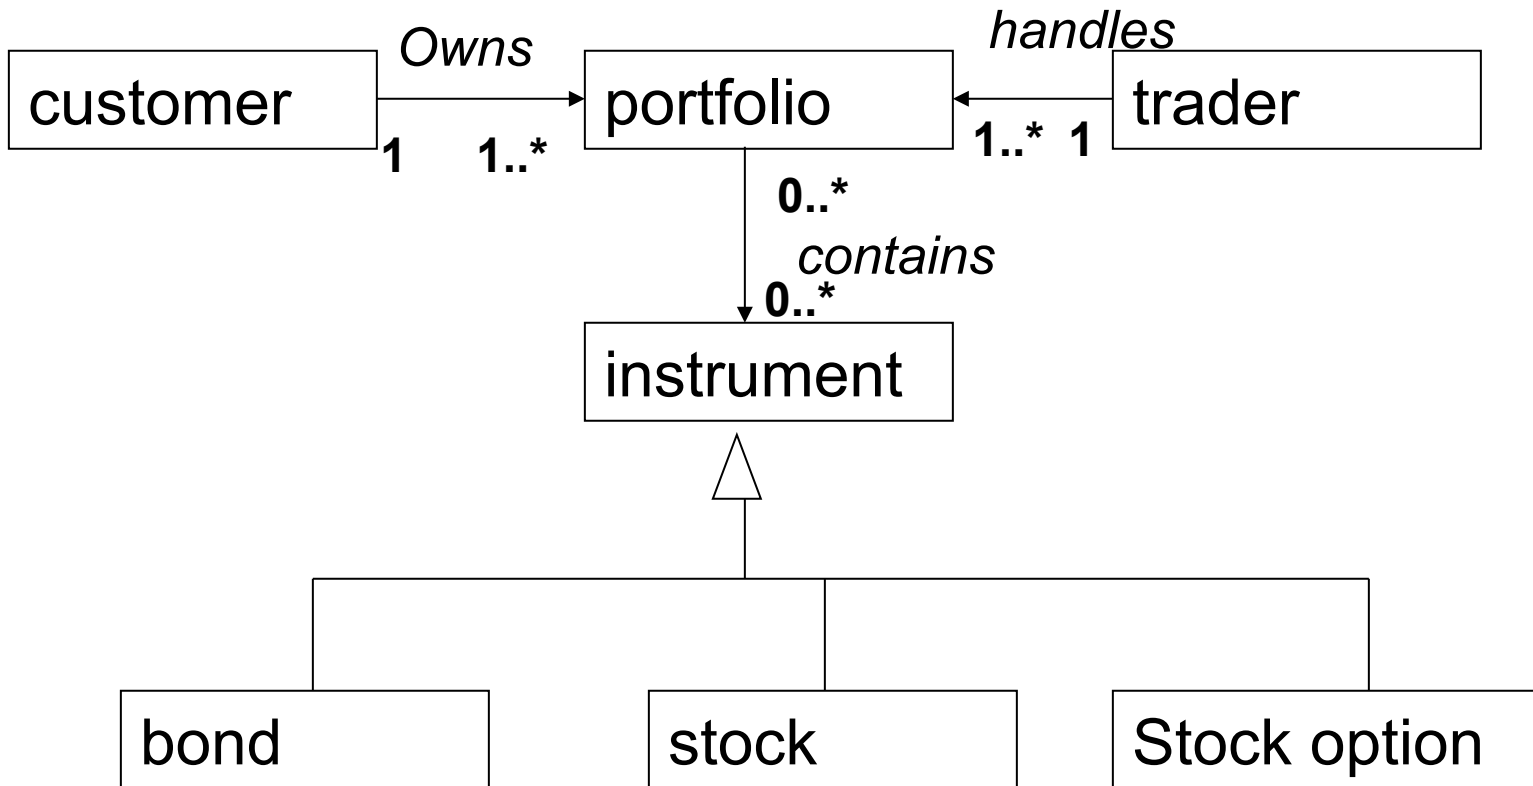 Owns
handles
customer
portfolio
trader
1
1..*
1..* 1
0..*
contains
0..*
instrument
bond
stock
Stock option